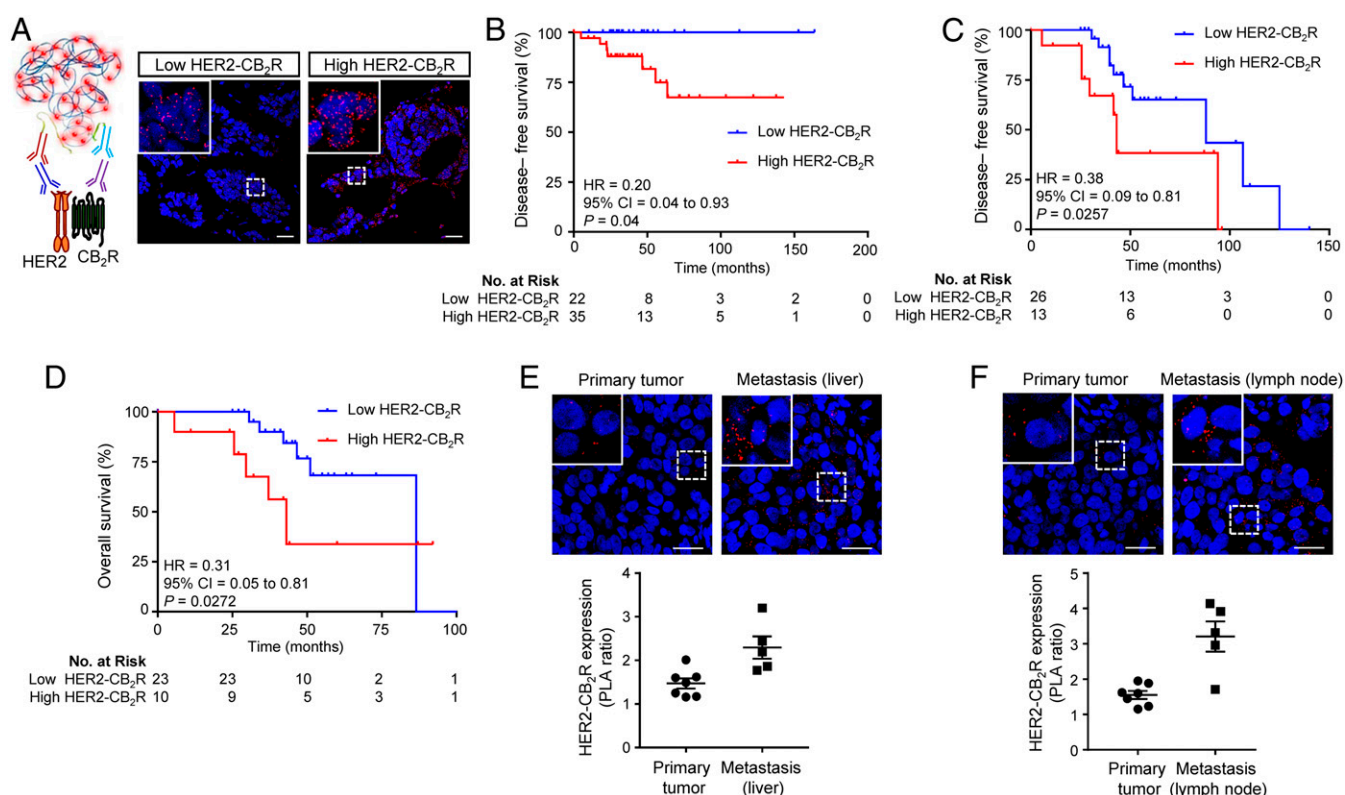 A
Low HER2-CB₂R
High HER2-CB₂R
HER2
CB₂R
B
Disease– free survival (%)
100
75
50
25
0
Low HER2-CB₂R
High HER2-CB₂R
HR = 0.20
95% CI = 0.04 to 0.93
P = 0.04
0 50 100 150 200
Time (months)
No. at Risk
Low HER2-CB₂R 22 8 3 2 0
High HER2-CB₂R 35 13 5 1 0
C
Disease– free survival (%)
100
75
50
25
0
Low HER2-CB₂R
High HER2-CB₂R
HR = 0.38
95% CI = 0.09 to 0.81
P = 0.0257
0 50 100 150
Time (months)
No. at Risk
Low HER2-CB₂R 26 13 3 0
High HER2-CB₂R 13 6 0 0
D
Overall survival (%)
100
75
50
25
0
Low HER2-CB₂R
High HER2-CB₂R
HR = 0.31
95% CI = 0.05 to 0.81
P = 0.0272
0 25 50 75 100
Time (months)
No. at Risk
Low HER2-CB₂R 23 23 10 2 1
High HER2-CB₂R 10 9 5 3 1
E
Primary tumor
Metastasis (liver)
HER2-CB₂R expression
(PLA ratio)
4
3
2
1
0
Primary
tumor
Metastasis
(liver)
F
Primary tumor
Metastasis (lymph node)
HER2-CB₂R expression
(PLA ratio)
5
4
3
2
1
0
Primary
tumor
Metastasis
(lymph node)